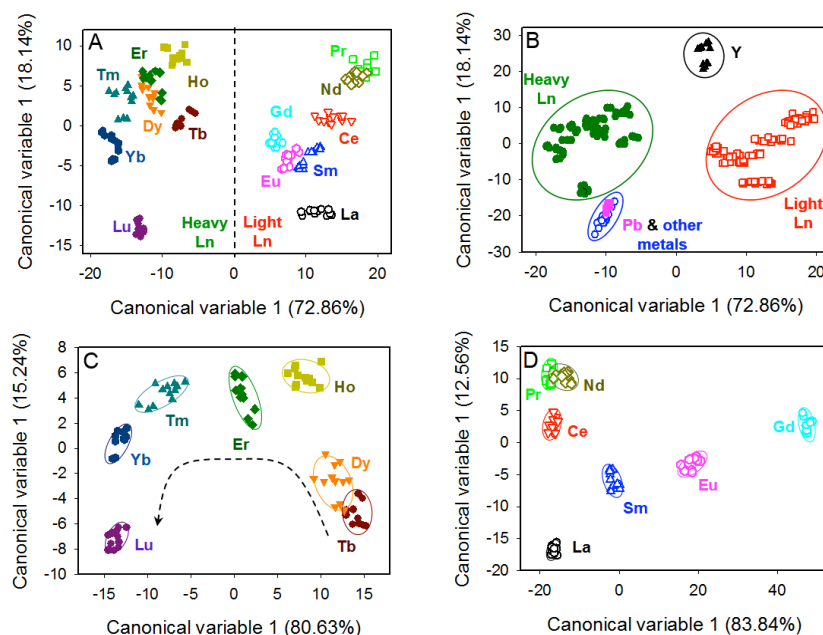 A
Er
Tm
Ho
Dy
Tb
Yb
Lu
Heavy
Ln
Light
Ln
Pr
Nd
Gd
Ce
Eu
Sm
La
10
5
0
-5
-10
-15
-20
-10
0
10
20
Canonical variable 1 (18.14%)
Canonical variable 1 (72.86%)
B
Y
Heavy
Ln
Light
Ln
Pb & other
metals
30
20
10
0
-10
-20
-30
-20
-10
0
10
20
Canonical variable 1 (18.14%)
Canonical variable 1 (72.86%)
C
Tm
Er
Ho
Yb
Dy
Lu
Tb
8
6
4
2
0
-2
-4
-6
-8
-10
-15
-10
-5
0
5
10
15
Canonical variable 1 (15.24%)
Canonical variable 1 (80.63%)
D
Pr
Nd
Ce
Gd
Eu
Sm
La
15
10
5
0
-5
-10
-15
-20
-20
0
20
40
Canonical variable 1 (12.56%)
Canonical variable 1 (83.84%)